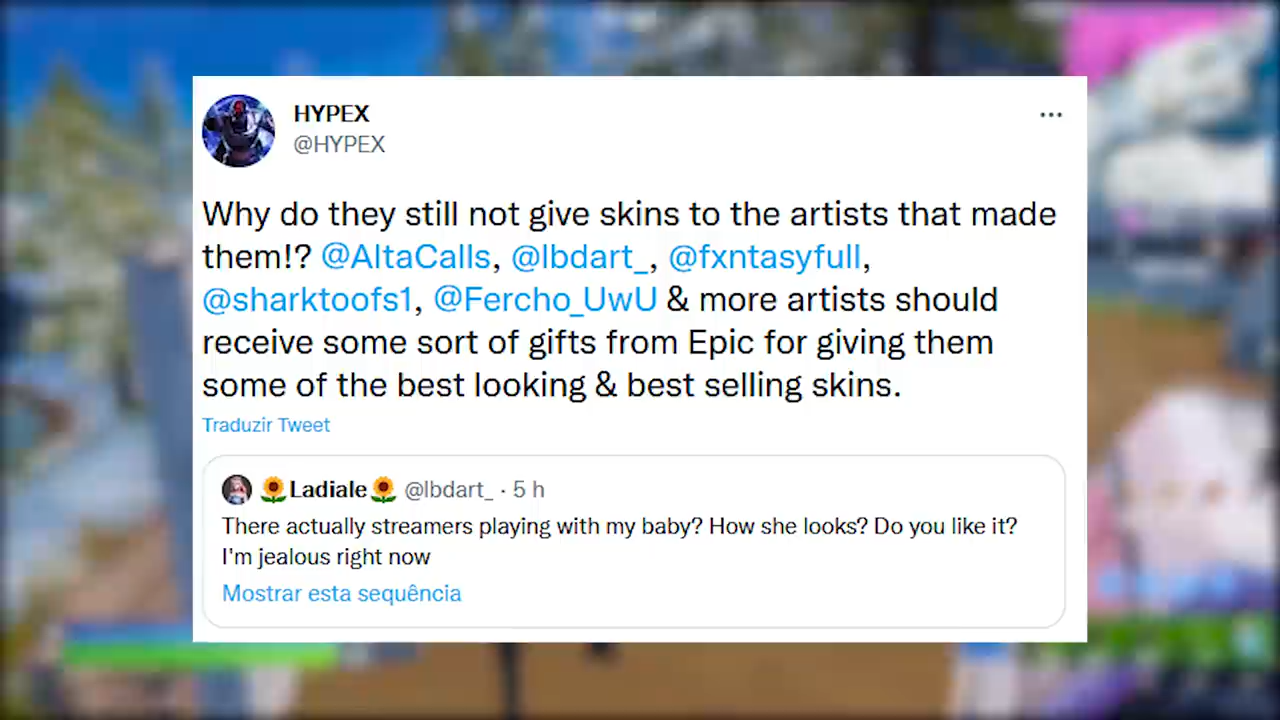 HYPEX
@HYPEX
Why do they still not give skins to the artists that made
them!? @AltaCalls, @lbdart_, @fxntasyfull,
@sharktoofs1, @Fercho_UwU & more artists should
receive some sort of gifts from Epic for giving them
some of the best looking & best selling skins.
Traduzir Tweet
🌻Ladiale🌻 @lbdart_ · 5 h
There actually streamers playing with my baby? How she looks? Do you like it?
I'm jealous right now
Mostrar esta sequência